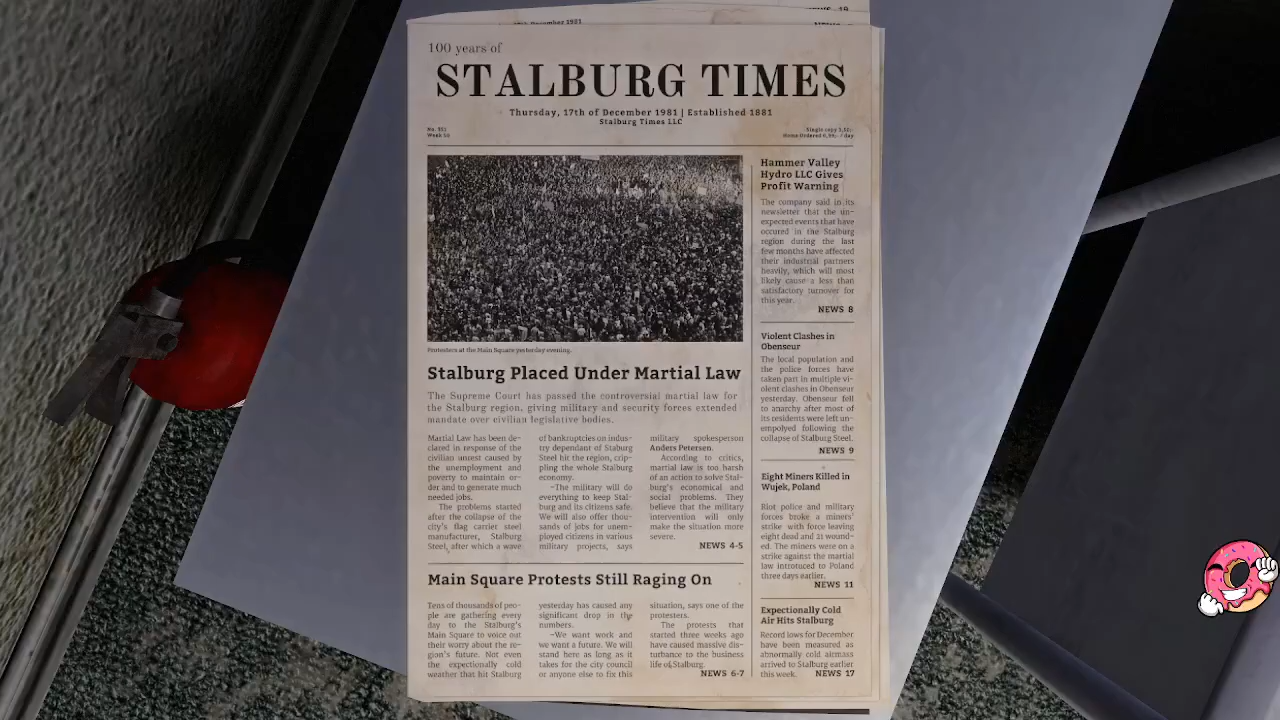 17th December 1981
NEWS 19
100 years of
STALBURG TIMES
Thursday, 17th of December 1981 | Established 1881
Stalburg Times LLC
Single copy
Home Ordered
/ day
Protesters at the Main Square yesterday evening.
Stalburg Placed Under Martial Law
The Supreme Court has passed the controversial martial law for
the Stalburg region, giving military and security forces extended
mandate over civilian legislative bodies.
Martial Law has been de-
clared in response of the
civilian unrest caused by
the unemployment and
poverty to maintain or-
der and to generate much
needed jobs.
The problems started
after the collapse of the
city's flag carrier steel
manufacturer, Stalburg
Steel, after which a wave
of bankruptcies on indus-
try dependant of Staburg
Steel hit the region, crip-
pling the whole Stalburg
economy.
–The military will do
everything to keep Stal-
burg and its citizens safe.
We will also offer thou-
sands of jobs for unem-
ployed citizens in various
military projects, says
military spokesperson
Anders Petersen.
According to critics,
martial law is too harsh
of an action to solve Stal-
burg's economical and
social problems. They
believe that the military
intervention will only
make the situation more
severe.
NEWS 4-5
Main Square Protests Still Raging On
Tens of thousands of peo-
ple are gathering every
day to the Stalburg's
Main Square to voice out
their worry about the re-
gion's future. Not even
the expectionally cold
weather that hit Stalburg
yesterday has caused any
significant drop in the
numbers.
–We want work and
we want a future. We will
stand here as long as it
takes for the city council
or anyone else to fix this
situation, says one of the
protesters.
The protests that
started three weeks ago
have caused massive dis-
turbance to the business
life of Stalburg.
NEWS 6-7
Hammer Valley
Hydro LLC Gives
Profit Warning
The company said in its
newsletter that the un-
expected events that have
occured in the Stalburg
region during the last
few months have affected
their industrial partners
heavily, which will most
likely cause a less than
satisfactory turnover for
this year.
NEWS 8
Violent Clashes in
Obenseur
The local population and
the police forces have
taken part in multiple vi-
olent clashes in Obenseur
yesterday. Obenseur fell
to anarchy after most of
its residents were left un-
empolyed following the
collapse of Stalburg Steel.
NEWS 9
Eight Miners Killed in
Wujek, Poland
Riot police and military
forces broke a miners'
strike with force leaving
eight dead and 21 wound-
ed. The miners were on a
strike against the martial
law introtuced to Poland
three days earlier.
NEWS 11
Expectionally Cold
Air Hits Stalburg
Record lows for December
have been measured as
abnormally cold airmass
arrived to Stalburg earlier
this week.
NEWS 17